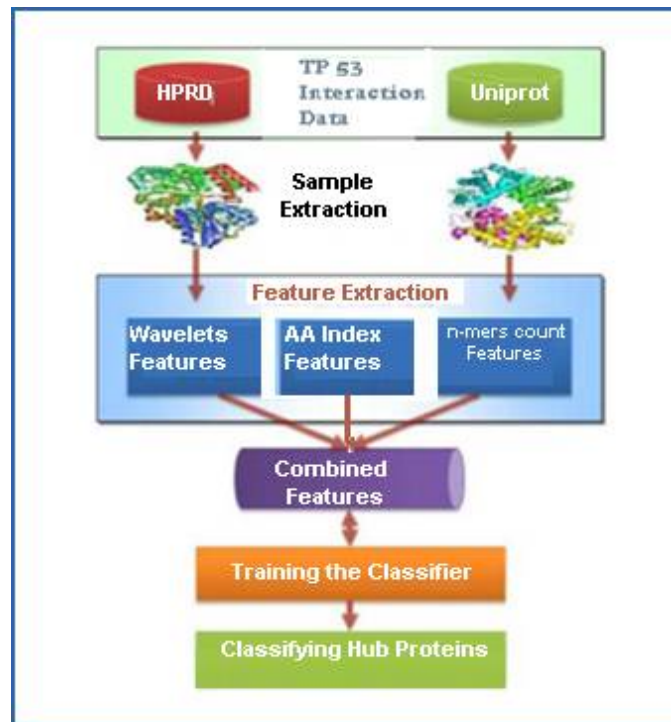 HPRD
TP 53
Interaction
Data
Uniprot
Sample
Extraction
Feature Extraction
Wavelets
Features
AA Index
Features
n-mers count
Features
Combined
Features
Training the Classifier
Classifying Hub Proteins